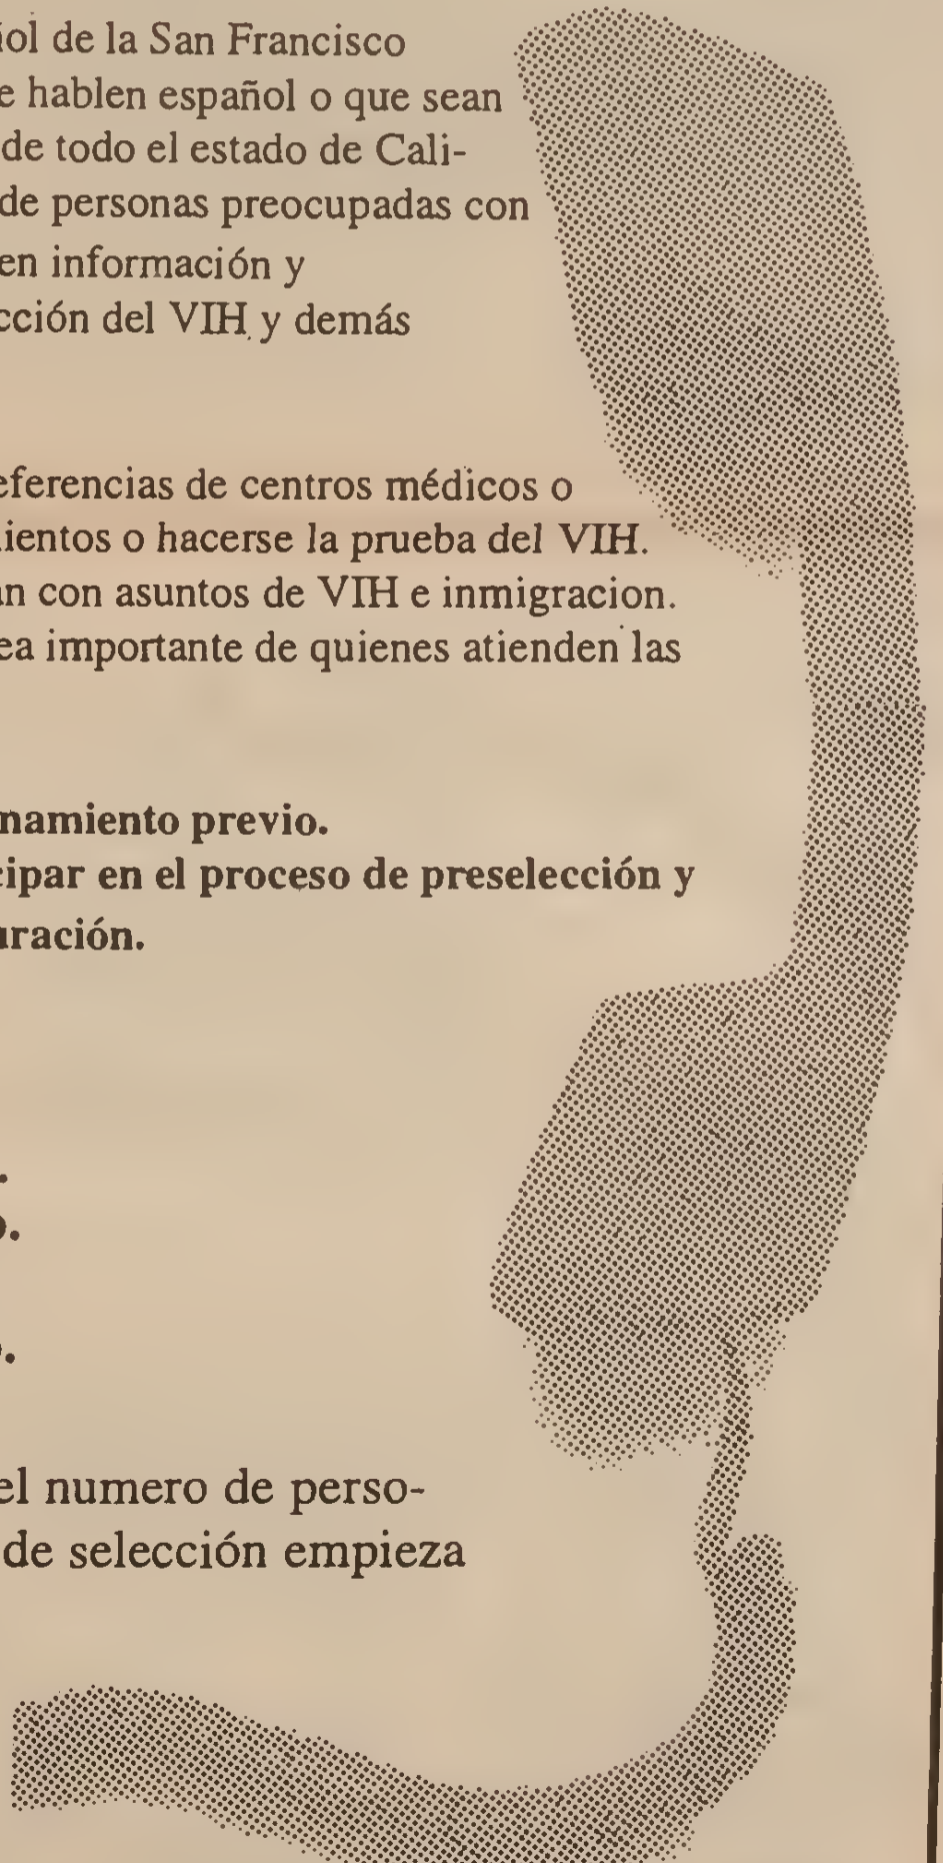 ol de la San Francisco
e hablen español o que sean
de todo el estado de Cali-
de personas preocupadas con
en información y
cción del VIH y demás
eferencias de centros médicos o
ientos o hacerse la prueba del VIH.
an con asuntos de VIH e inmigracion.
ea importante de quienes atienden las
namiento previo.
cipar en el proceso de preselección y
uración.
el numero de perso-
de selección empieza